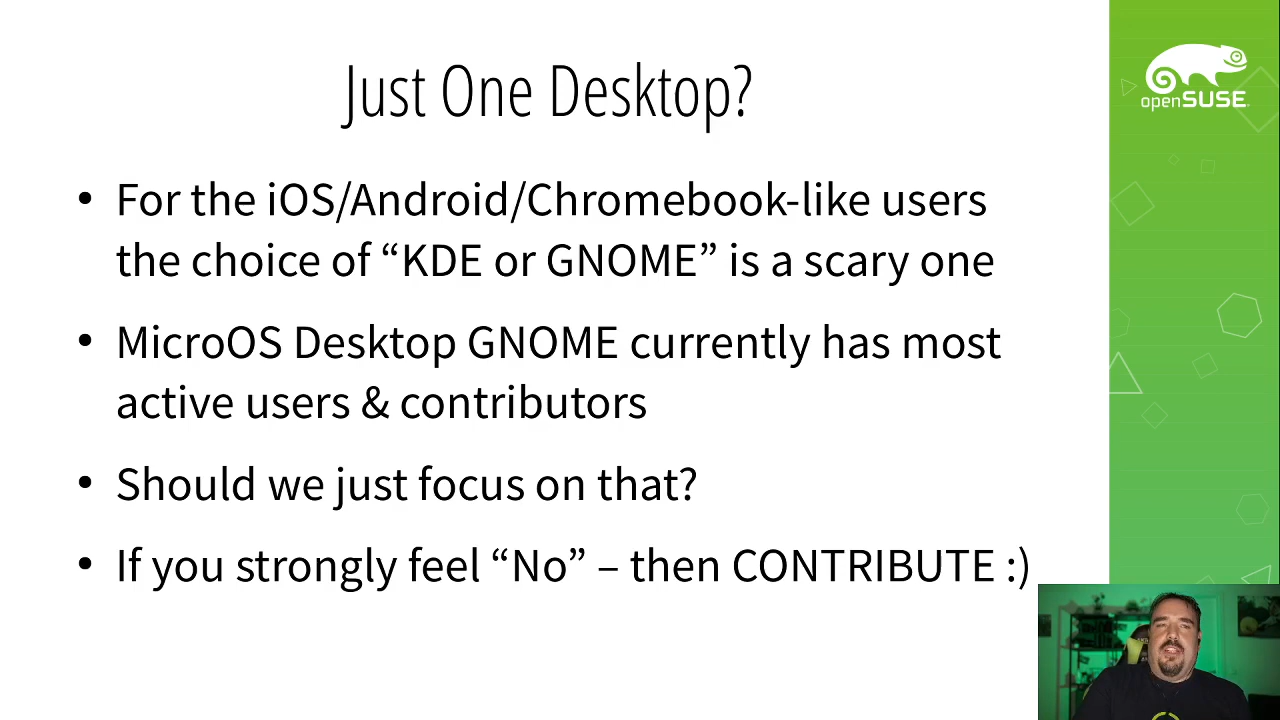 Just One Desktop?
openSUSE
• For the iOS/Android/Chromebook-like users
the choice of “KDE or GNOME” is a scary one
• MicroOS Desktop GNOME currently has most
active users & contributors
• Should we just focus on that?
• If you strongly feel “No” – then CONTRIBUTE :)